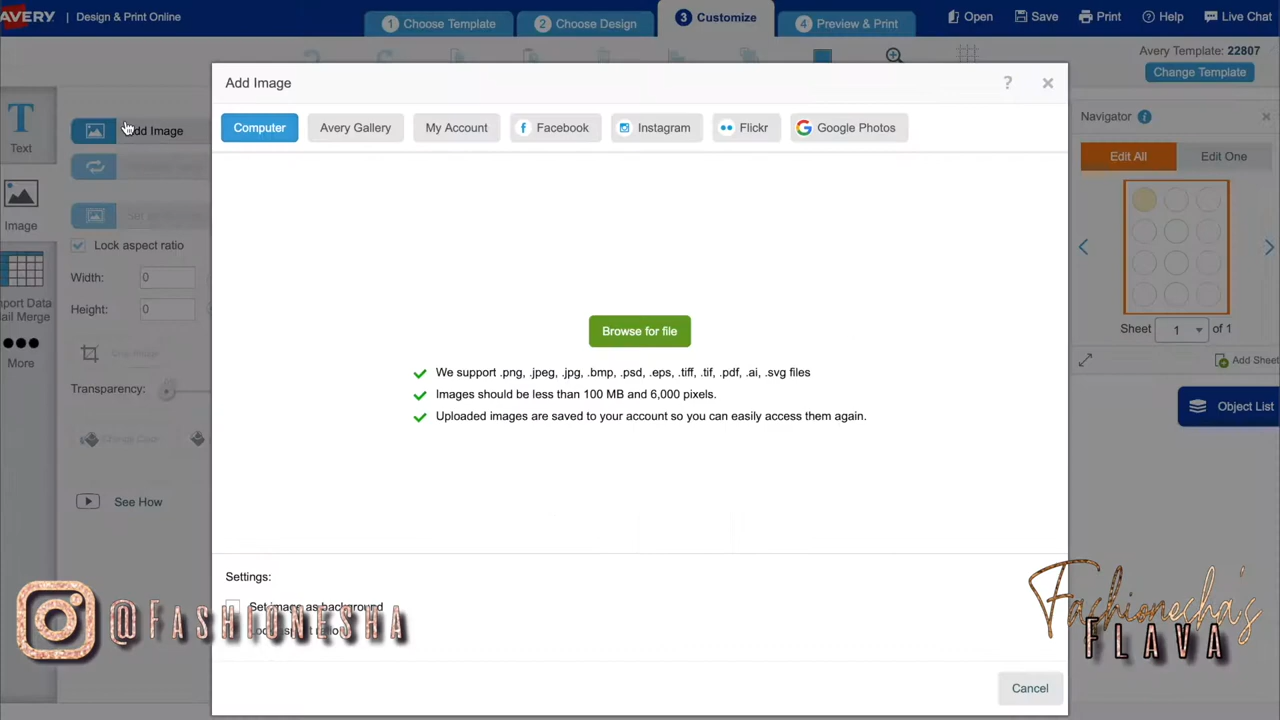 AVERY Design & Print Online
1 Choose Template
2 Choose Design
3 Customize
4 Preview & Print
Open
Save
Print
Help
Live Chat
Avery Template: 22807
Change Template
Add Image
Computer
Avery Gallery
My Account
Facebook
Instagram
Flickr
Google Photos
Browse for file
We support .png, .jpeg, .jpg, .bmp, .psd, .eps, .tiff, .tif, .pdf, .ai, .svg files
Images should be less than 100 MB and 6,000 pixels.
Uploaded images are saved to your account so you can easily access them again.
Settings:
Set image as background
Cancel
T
Text
Image
More
dd Image
Lock aspect ratio
Width: 0
Height: 0
Transparency:
See How
Navigator
Edit All
Edit One
Sheet 1 of 1
Add Sheet
Object List
@FASHIONESHA
Fashionecha's
FLAVA